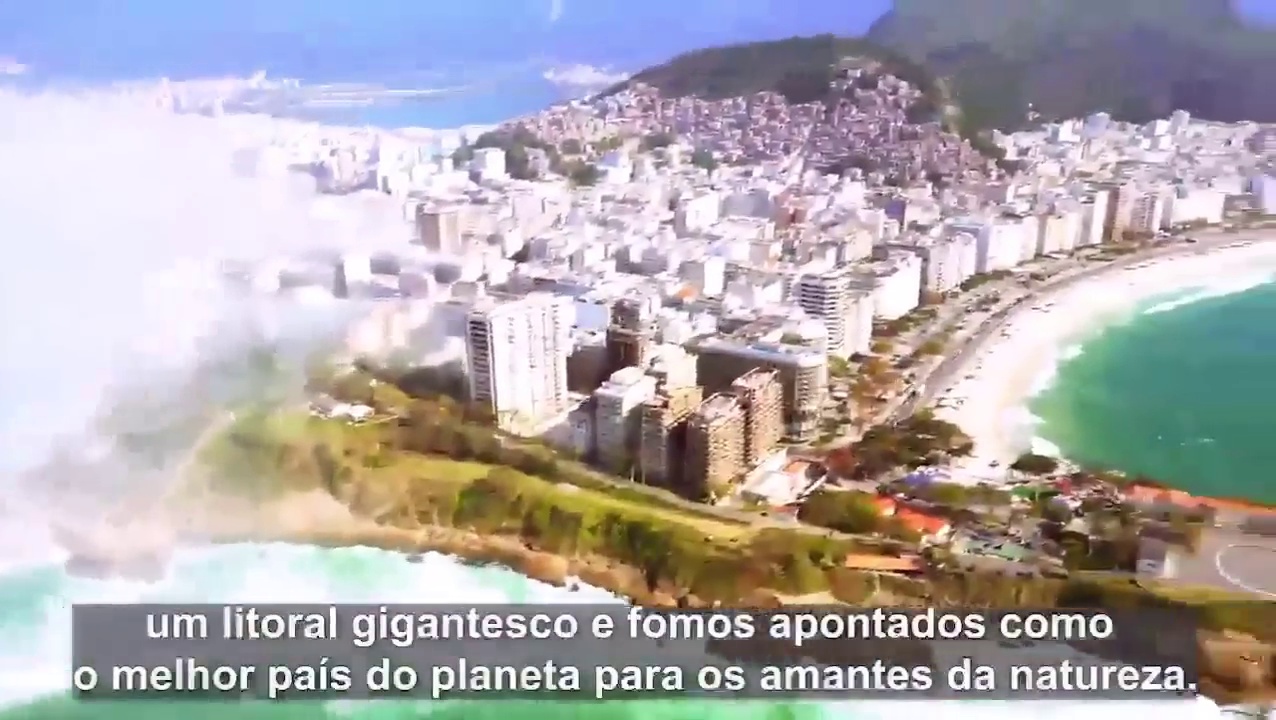 um litoral gigantesco e fomos apontados como
o melhor país do planeta para os amantes da natureza.